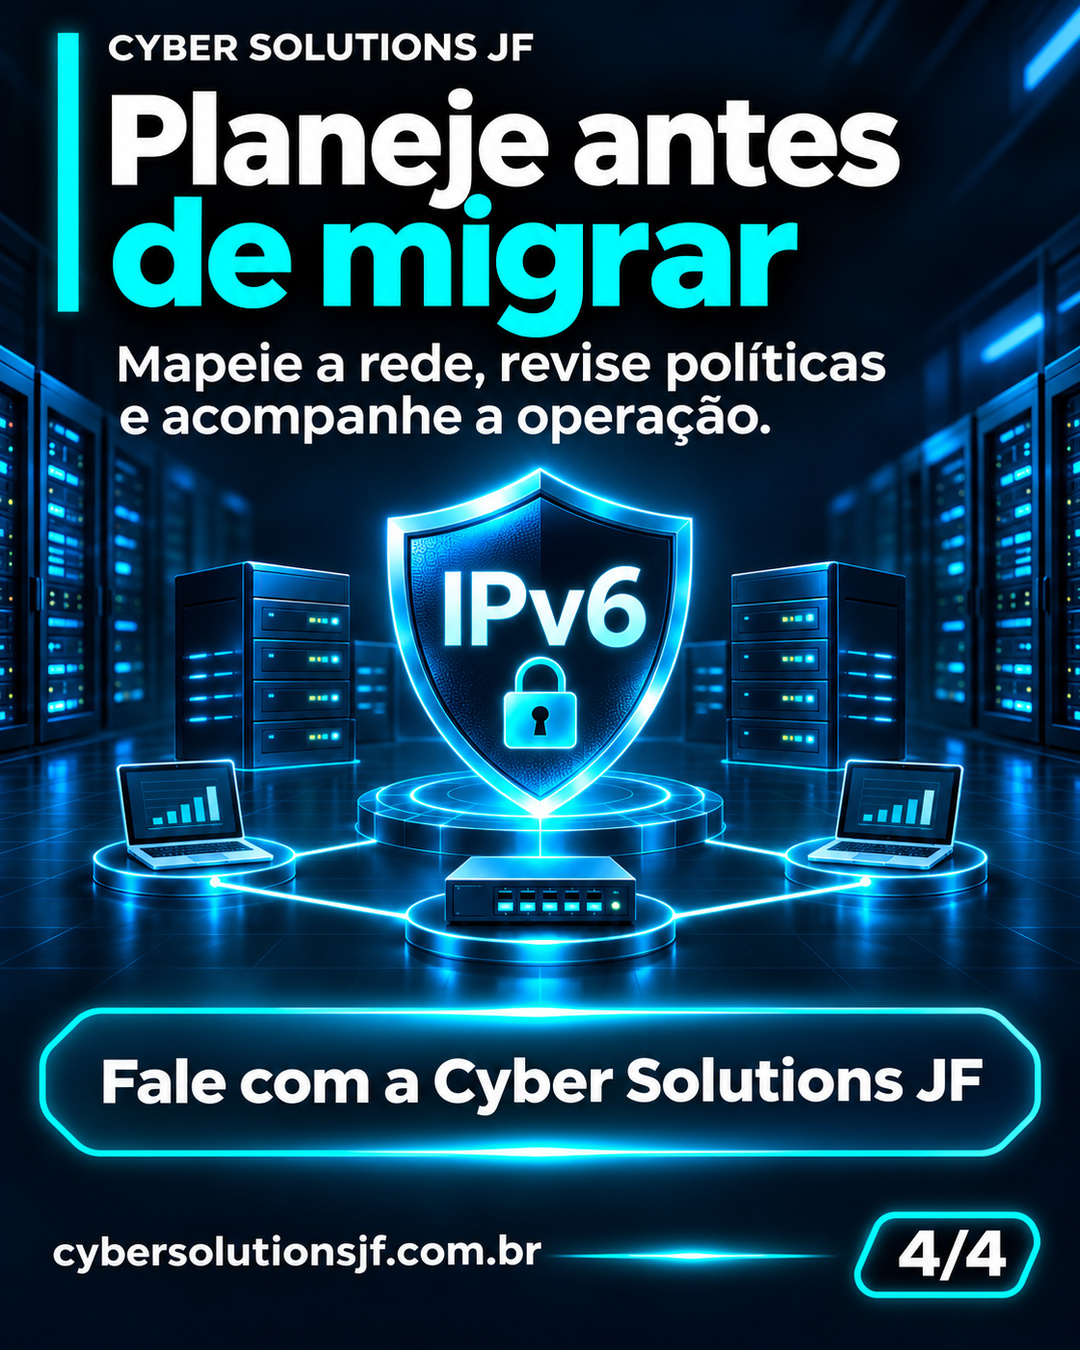 CYBER SOLUTIONS JF
Planeje antes
de migrar
Mapeie a rede, revise políticas
e acompanhe a operação.
IPv6
Fale com a Cyber Solutions JF
cybersolutionsjf.com.br
4/4